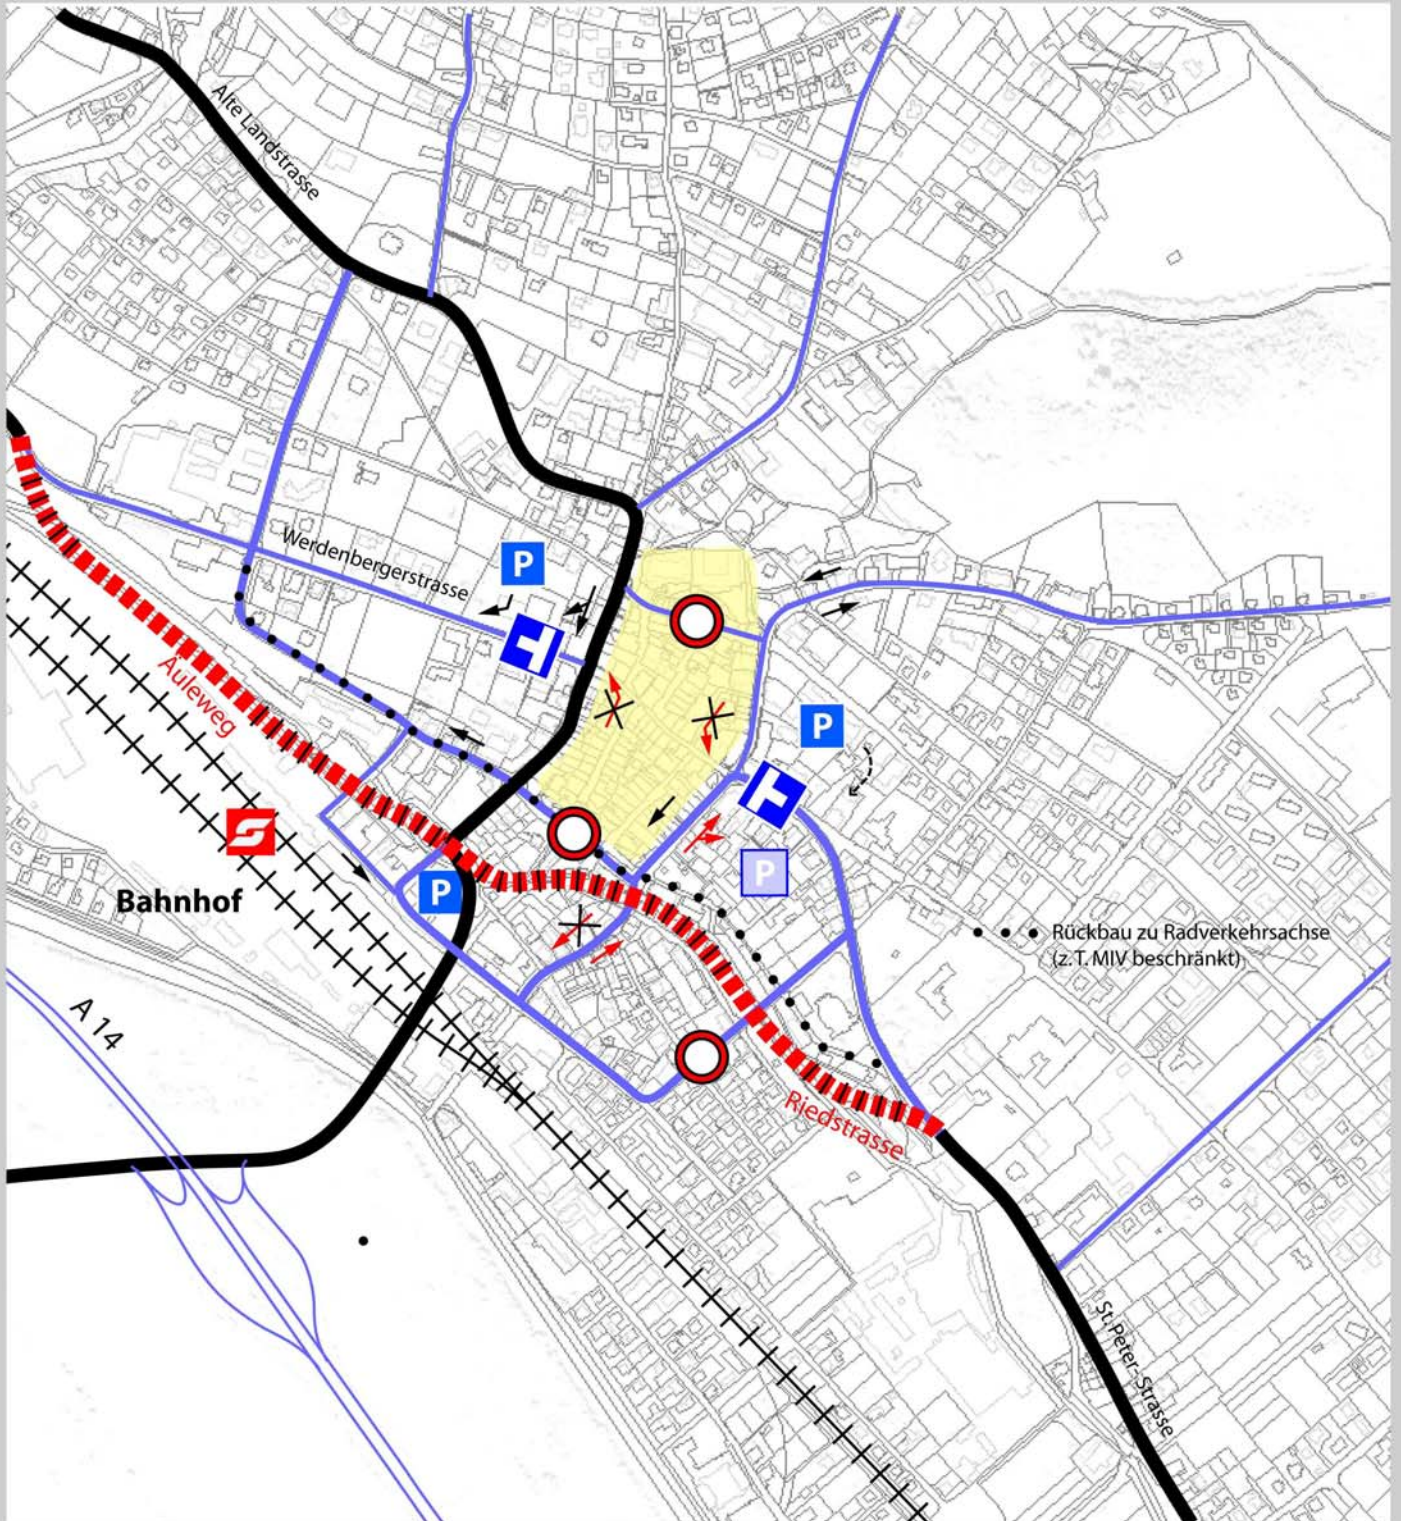 Alte Landstrasse
Werdenbergerstrasse
P
Auleweg
P
P
P
Bahnhof
Rückbau zu Radverkehrsachse
(z.T. MIV beschränkt)
A 14
Riedstrasse
St. Peter-Strasse